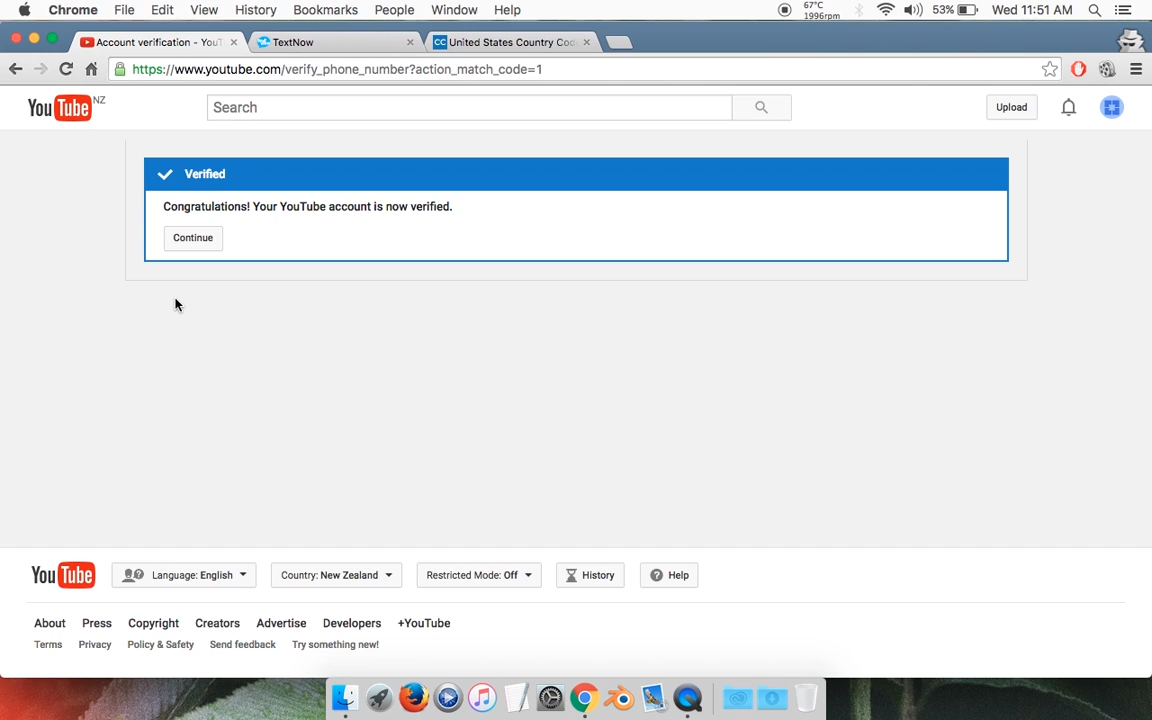 Chrome File Edit View History Bookmarks People Window Help 67°C 1996rpm 53% Wed 11:51 AM
Account verification - YouT TextNow CC United States Country Cod
https://www.youtube.com/verify_phone_number?action_match_code=1
YouTube NZ Search Upload
Verified
Congratulations! Your YouTube account is now verified.
Continue
YouTube Language: English Country: New Zealand Restricted Mode: Off History Help
About Press Copyright Creators Advertise Developers +YouTube
Terms Privacy Policy & Safety Send feedback Try something new!